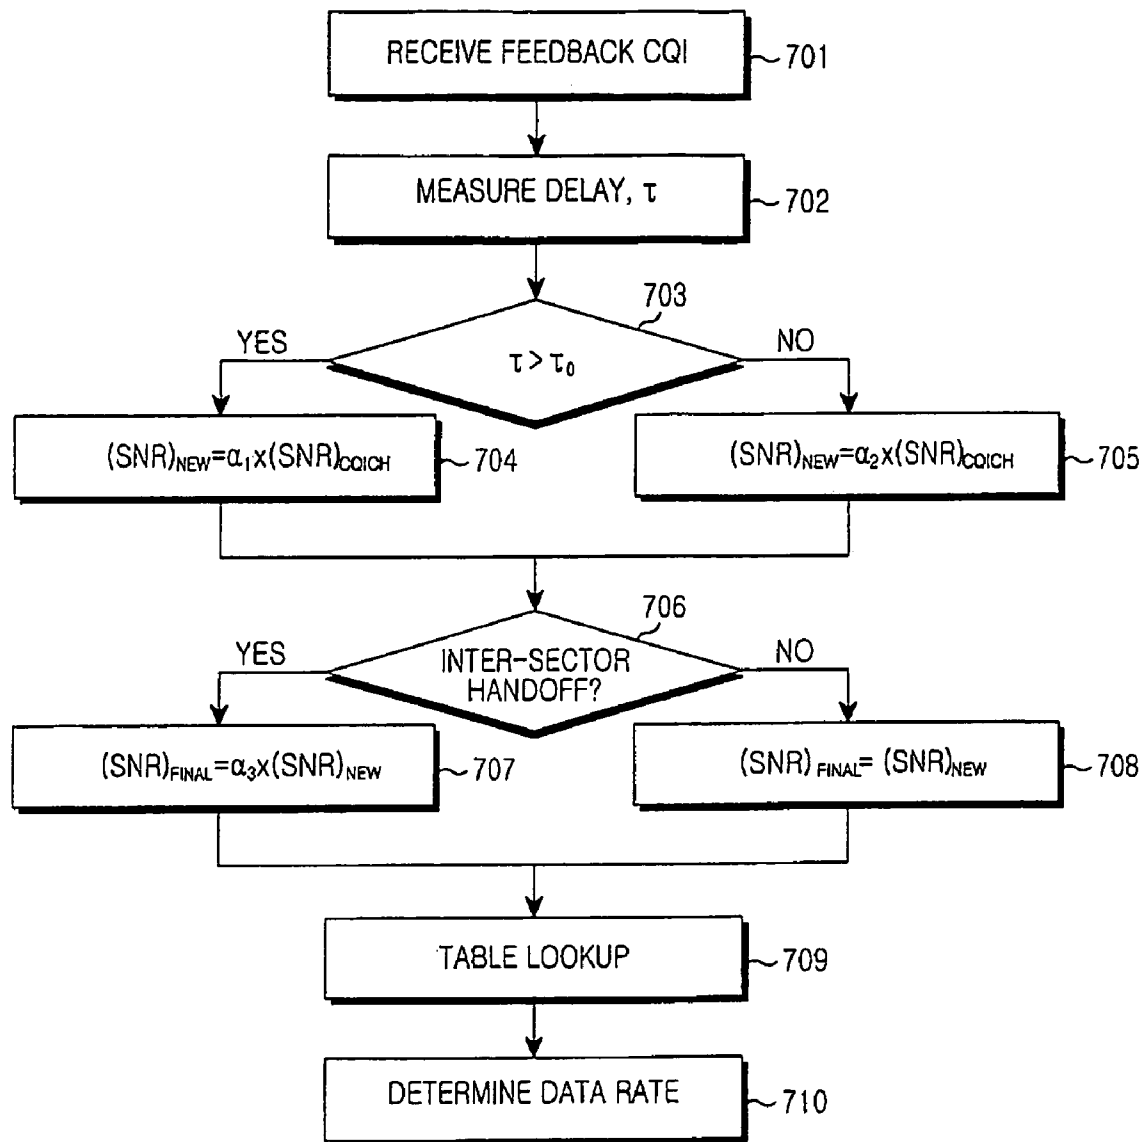 RECEIVE FEEDBACK CQI
701
MEASURE DELAY, τ
702
703
YES
NO
τ > τ₀
(SNR)NEW=α₁x(SNR)CQICH
704
(SNR)NEW=α₂x(SNR)CQICH
705
706
YES
NO
INTER-SECTOR
HANDOFF?
(SNR)FINAL=α₃x(SNR)NEW
707
(SNR) FINAL= (SNR)NEW
708
TABLE LOOKUP
709
DETERMINE DATA RATE
710